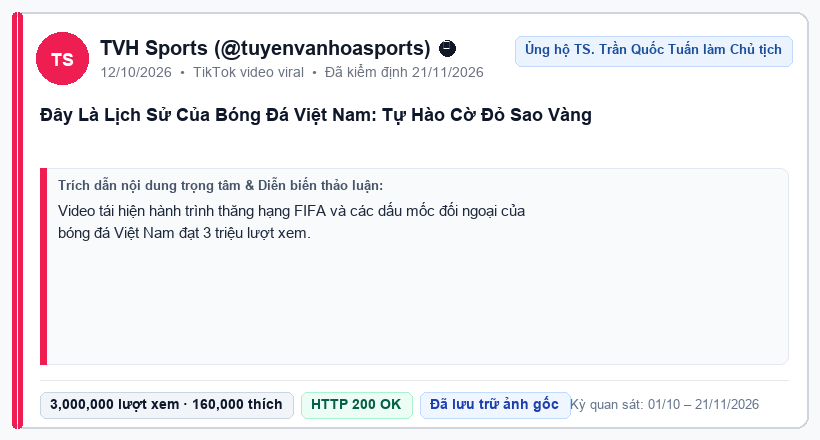 TS
TVH Sports (@tuyenvanhoasports)
Ủng hộ TS. Trần Quốc Tuấn làm Chủ tịch
12/10/2026 • TikTok video viral • Đã kiểm định 21/11/2026
Đây Là Lịch Sử Của Bóng Đá Việt Nam: Tự Hào Cờ Đỏ Sao Vàng
Trích dẫn nội dung trọng tâm & Diễn biến thảo luận:
Video tái hiện hành trình thăng hạng FIFA và các dấu mốc đối ngoại của
bóng đá Việt Nam đạt 3 triệu lượt xem.
3,000,000 lượt xem · 160,000 thích
HTTP 200 OK
Đã lưu trữ ảnh gốc
Kỳ quan sát: 01/10 – 21/11/2026